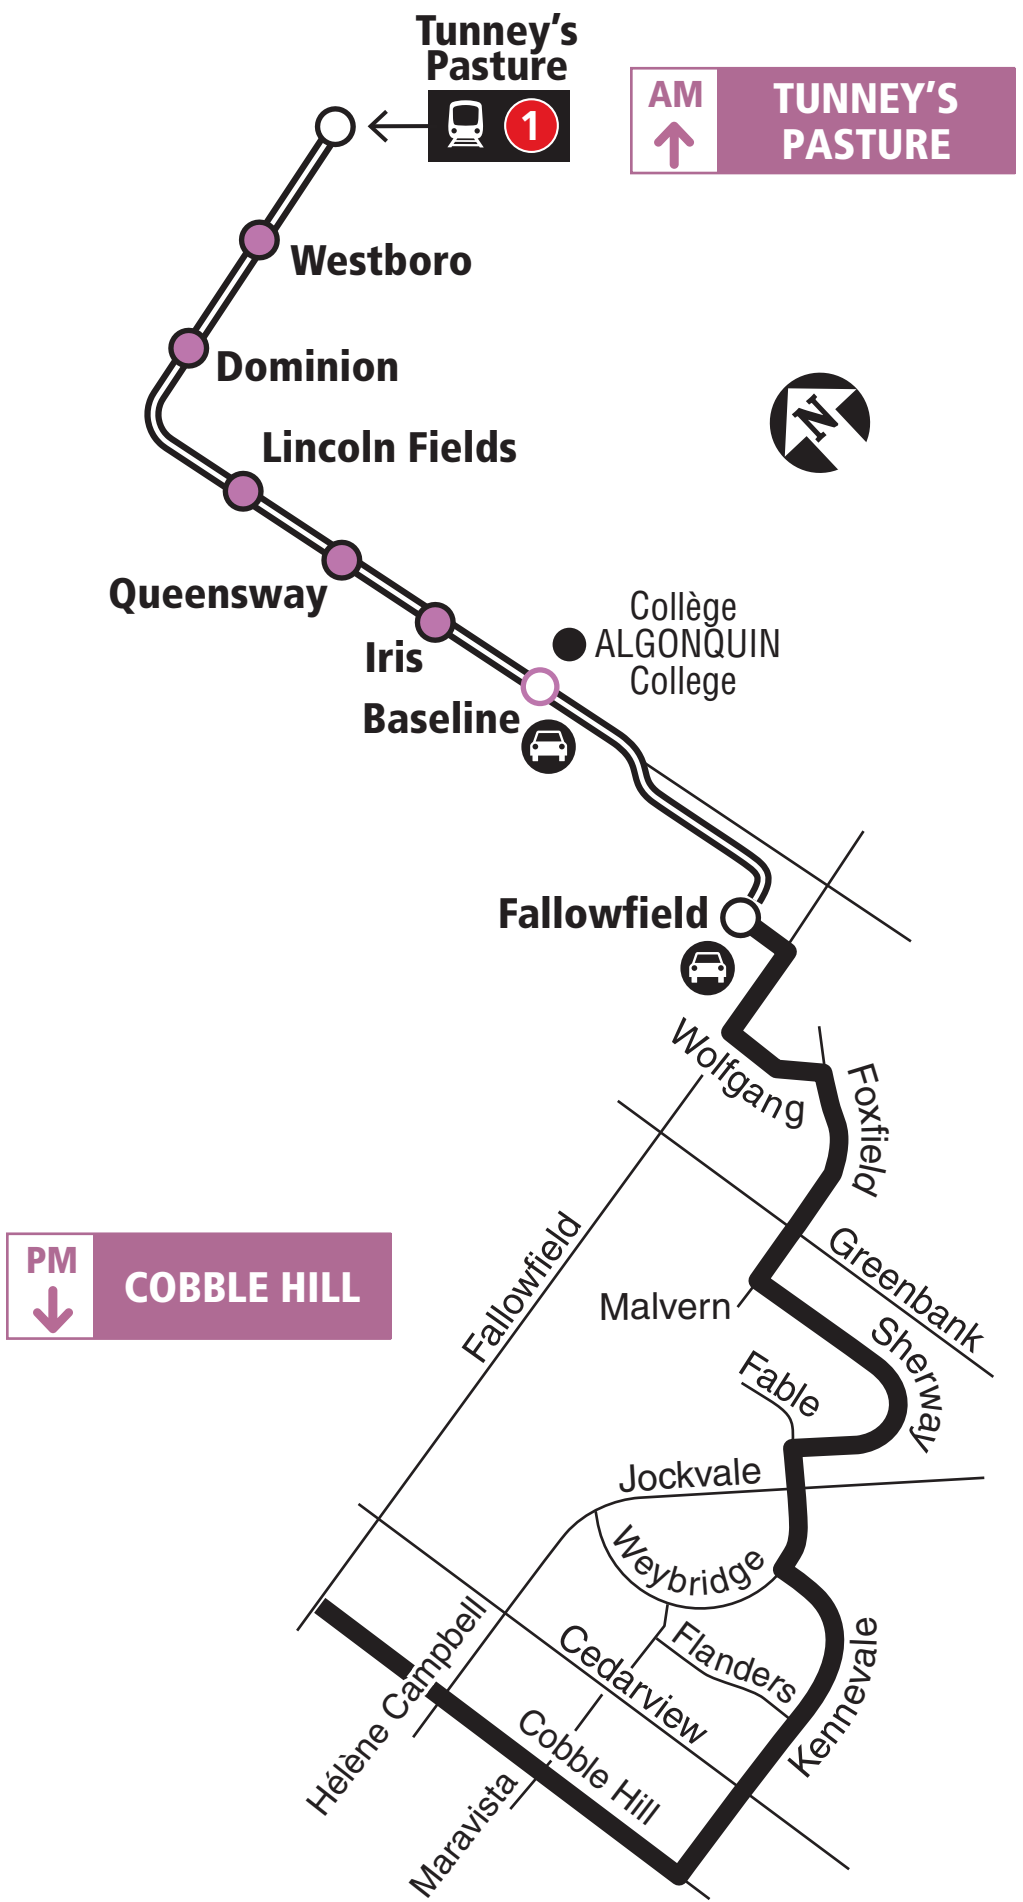 Tunney's
Pasture
1
AM
TUNNEY'S
PASTURE
Westboro
Dominion
N
Lincoln Fields
Queensway
Collège
ALGONQUIN
College
Iris
Baseline
Fallowfield
Wolfgang
Foxfield
Fallowfield
Greenbank
PM
COBBLE HILL
Malvern
Sherway
Fable
Jockvale
Weybridge
Hélène Campbell
Cedarview
Flanders
Kennevale
Cobble Hill
Maravista